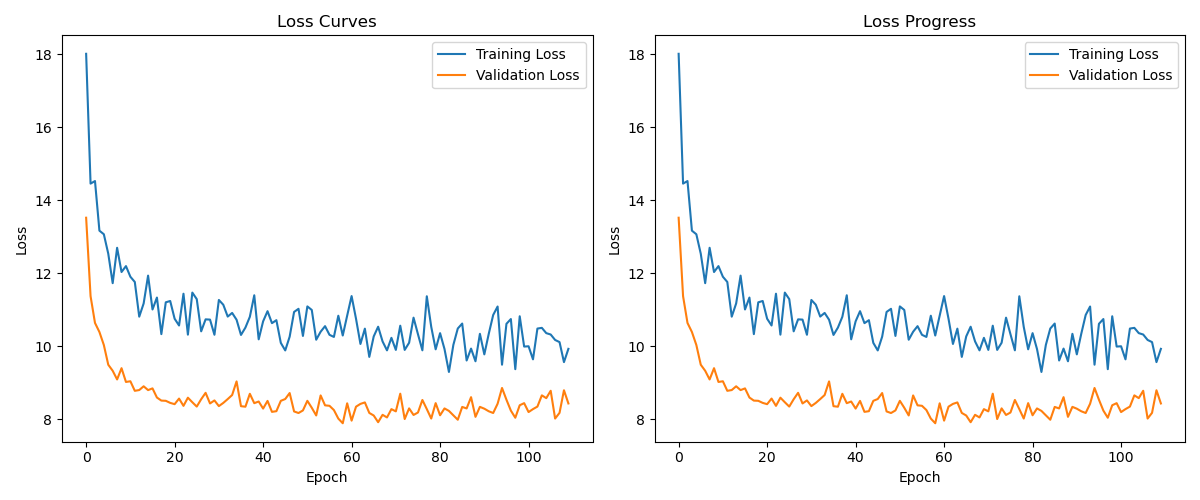 Loss Curves
Training Loss
Validation Loss
18
16
14
12
10
8
Loss
0 20 40 60 80 100
Epoch
Loss Progress
Training Loss
Validation Loss
18
16
14
12
10
8
Loss
0 20 40 60 80 100
Epoch